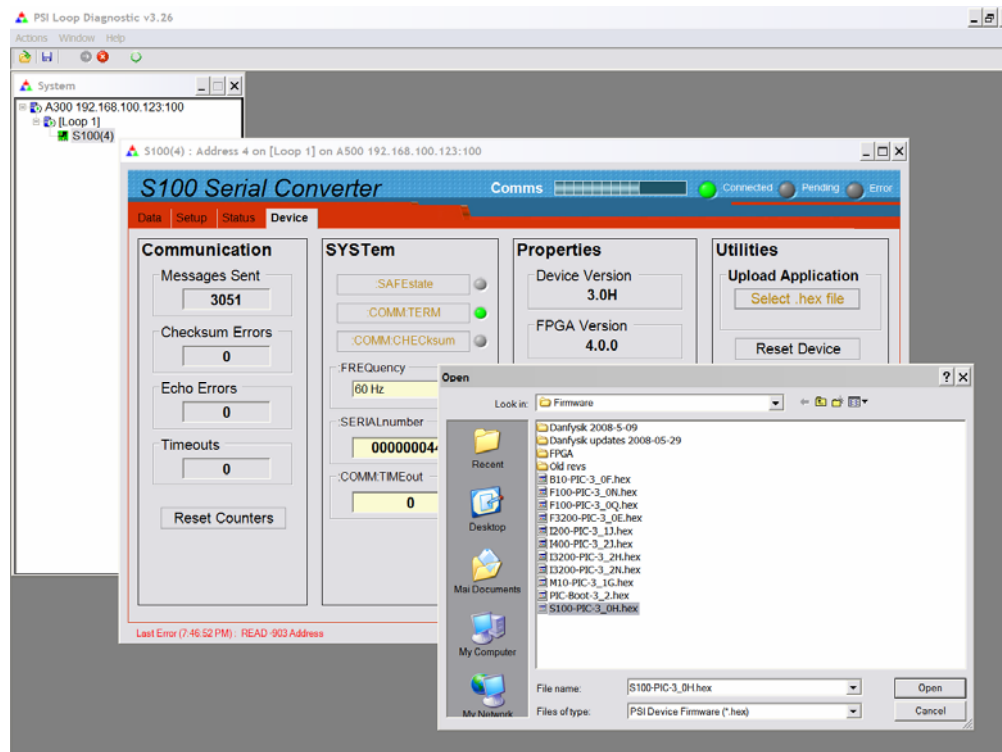 PSI Loop Diagnostic v3.26
Actions Window Help
System
A300 192.168.100.123:100
[Loop 1]
S100(4)
S100(4) : Address 4 on [Loop 1] on A500 192.168.100.123:100
S100 Serial Converter
Comms
Connected Pending Error
Data Setup Status Device
Communication
Messages Sent
3051
Checksum Errors
0
Echo Errors
0
Timeouts
0
Reset Counters
SYSTem
:SAFEstate
:COMM:TERM
:COMM:CHECksum
:FREQuency
60 Hz
:SERIALnumber
000000044
:COMM:TIMEout
0
Properties
Device Version
3.0H
FPGA Version
4.0.0
Utilities
Upload Application
Select .hex file
Reset Device
Last Error (7:46:52 PM) : READ -903 Address
Open
Look in: Firmware
Recent
Desktop
Mai Documents
My Computer
My Network
Danfysk 2008-5-09
Danfysk updates 2008-05-29
FPGA
Old revs
B10-PIC-3_0F.hex
F100-PIC-3_0N.hex
F100-PIC-3_0Q.hex
F3200-PIC-3_0E.hex
I200-PIC-3_1J.hex
I400-PIC-3_2J.hex
I3200-PIC-3_2H.hex
I3200-PIC-3_2N.hex
M10-PIC-3_1G.hex
PIC-Boot-3_2.hex
S100-PIC-3_0H.hex
File name: S100-PIC-3_0H.hex Open
Files of type: PSI Device Firmware (*.hex) Cancel